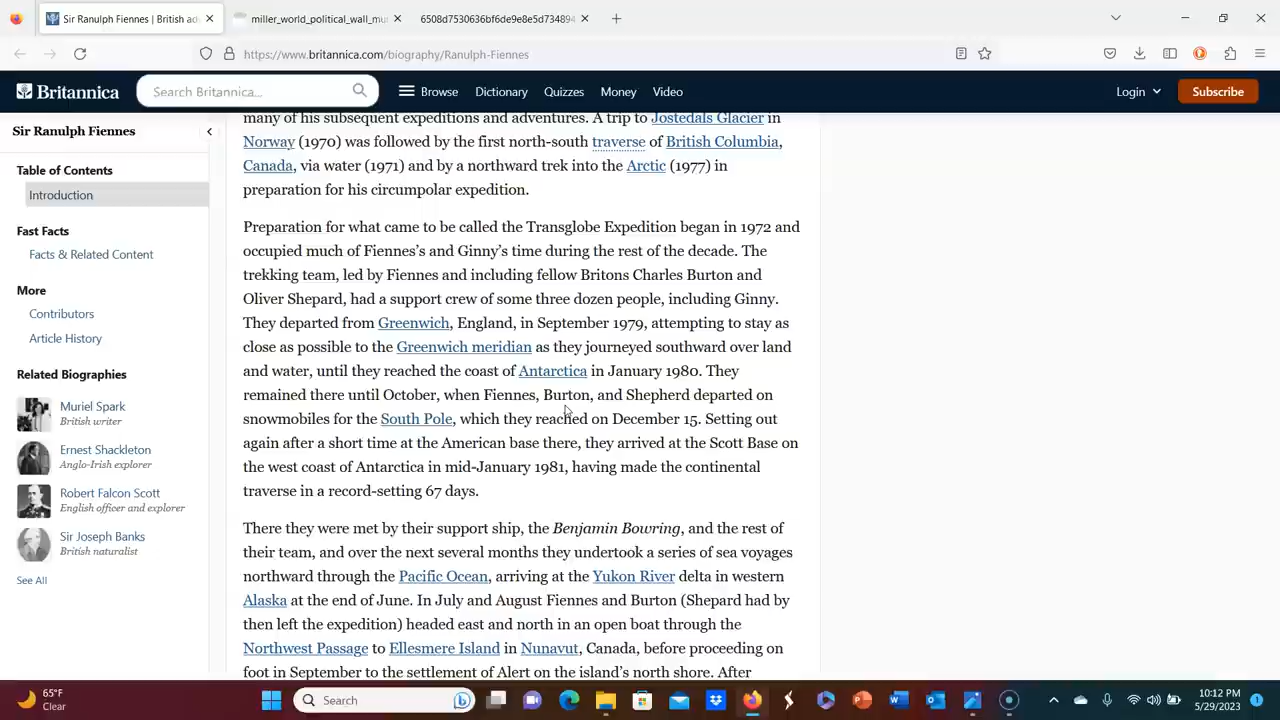 Sir Ranulph Fiennes | British ad
miller_world_political_wall_mu
6508d7530636bf6de9e8e5d734894
https://www.britannica.com/biography/Ranulph-Fiennes
Britannica
Search Britannica...
Browse
Dictionary
Quizzes
Money
Video
Login
Subscribe
Sir Ranulph Fiennes
Table of Contents
Introduction
Fast Facts
Facts & Related Content
More
Contributors
Article History
Related Biographies
Muriel Spark
British writer
Ernest Shackleton
Anglo-Irish explorer
Robert Falcon Scott
English officer and explorer
Sir Joseph Banks
British naturalist
See All
many of his subsequent expeditions and adventures. A trip to Jostedals Glacier in
Norway (1970) was followed by the first north-south traverse of British Columbia,
Canada, via water (1971) and by a northward trek into the Arctic (1977) in
preparation for his circumpolar expedition.
Preparation for what came to be called the Transglobe Expedition began in 1972 and
occupied much of Fiennes's and Ginny's time during the rest of the decade. The
trekking team, led by Fiennes and including fellow Britons Charles Burton and
Oliver Shepard, had a support crew of some three dozen people, including Ginny.
They departed from Greenwich, England, in September 1979, attempting to stay as
close as possible to the Greenwich meridian as they journeyed southward over land
and water, until they reached the coast of Antarctica in January 1980. They
remained there until October, when Fiennes, Burton, and Shepherd departed on
snowmobiles for the South Pole, which they reached on December 15. Setting out
again after a short time at the American base there, they arrived at the Scott Base on
the west coast of Antarctica in mid-January 1981, having made the continental
traverse in a record-setting 67 days.
There they were met by their support ship, the Benjamin Bowring, and the rest of
their team, and over the next several months they undertook a series of sea voyages
northward through the Pacific Ocean, arriving at the Yukon River delta in western
Alaska at the end of June. In July and August Fiennes and Burton (Shepard had by
then left the expedition) headed east and north in an open boat through the
Northwest Passage to Ellesmere Island in Nunavut, Canada, before proceeding on
foot in September to the settlement of Alert on the island's north shore. After
65°F
Clear
Search
10:12 PM
5/29/2023